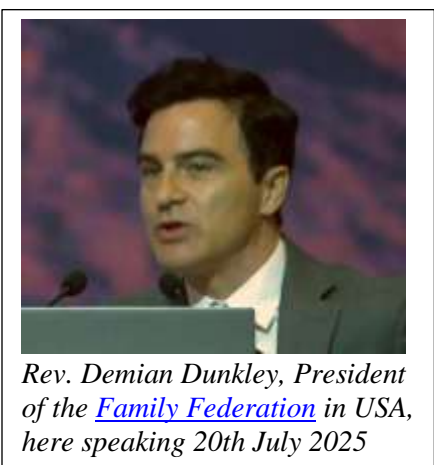 Rev. Demian Dunkley, President
of the Family Federation in USA,
here speaking 20th July 2025